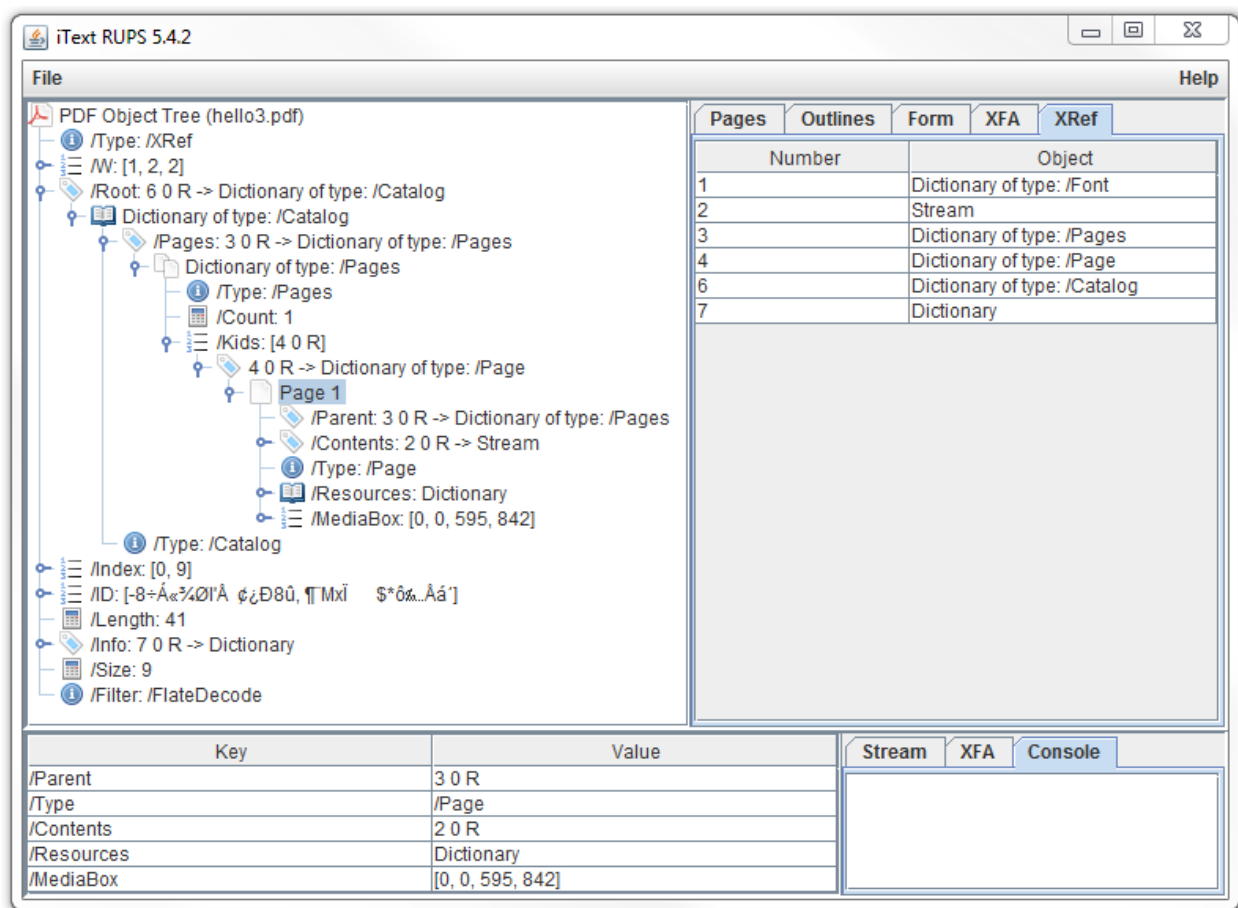 iText RUPS 5.4.2
File Help
PDF Object Tree (hello3.pdf)
/Type: /XRef
/W: [1, 2, 2]
/Root: 6 0 R -> Dictionary of type: /Catalog
Dictionary of type: /Catalog
/Pages: 3 0 R -> Dictionary of type: /Pages
Dictionary of type: /Pages
/Type: /Pages
/Count: 1
/Kids: [4 0 R]
4 0 R -> Dictionary of type: /Page
Page 1
/Parent: 3 0 R -> Dictionary of type: /Pages
/Contents: 2 0 R -> Stream
/Type: /Page
/Resources: Dictionary
/MediaBox: [0, 0, 595, 842]
/Type: /Catalog
/Index: [0, 9]
/ID:
/Length: 41
/Info: 7 0 R -> Dictionary
/Size: 9
/Filter: /FlateDecode
Pages Outlines Form XFA XRef
Number Object
1 Dictionary of type: /Font
2 Stream
3 Dictionary of type: /Pages
4 Dictionary of type: /Page
6 Dictionary of type: /Catalog
7 Dictionary
Key Value
/Parent 3 0 R
/Type /Page
/Contents 2 0 R
/Resources Dictionary
/MediaBox [0, 0, 595, 842]
Stream XFA Console